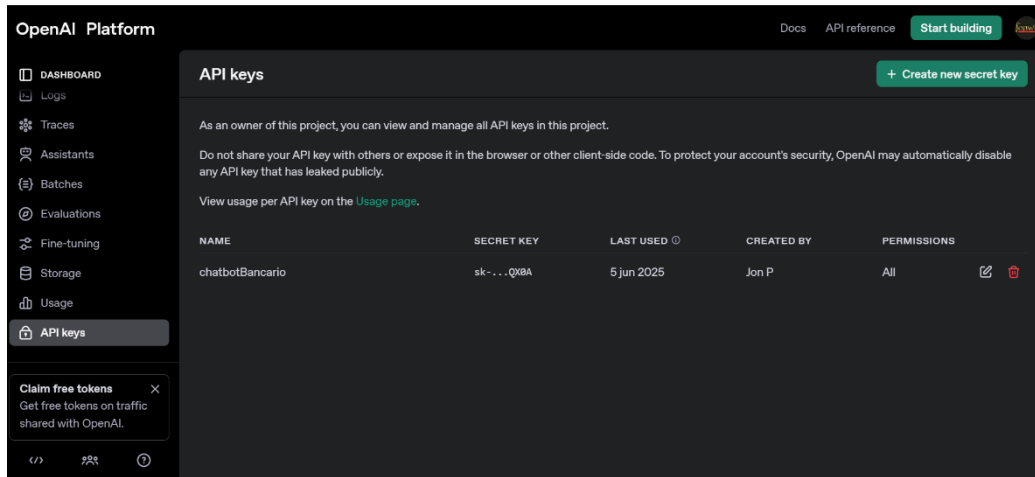 OpenAI Platform
Docs API reference Start building
DASHBOARD
Logs
Traces
Assistants
Batches
Evaluations
Fine-tuning
Storage
Usage
API keys
Claim free tokens
Get free tokens on traffic
shared with OpenAI.
API keys
+ Create new secret key
As an owner of this project, you can view and manage all API keys in this project.
Do not share your API key with others or expose it in the browser or other client-side code. To protect your account's security, OpenAI may automatically disable
any API key that has leaked publicly.
View usage per API key on the Usage page.
NAME SECRET KEY LAST USED CREATED BY PERMISSIONS
chatbotBancario sk-...QX0A 5 jun 2025 Jon P All